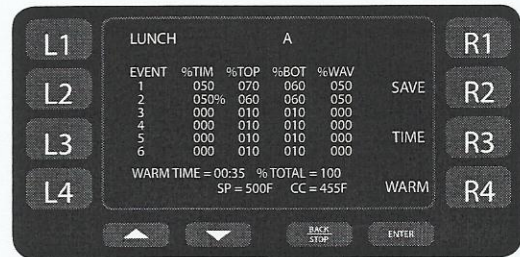 L1 LUNCH A R1
EVENT %TIM %TOP %BOT %WAV
1 050 070 060 050
L2 SAVE R2
2 050% 060 060 050
3 000 010 010 000
4 000 010 010 000
L3 5 000 010 010 000 TIME R3
6 000 010 010 000
WARM TIME = 00:35 % TOTAL = 100
L4 SP = 500F CC = 455F WARM R4
BACK
STOP
ENTER